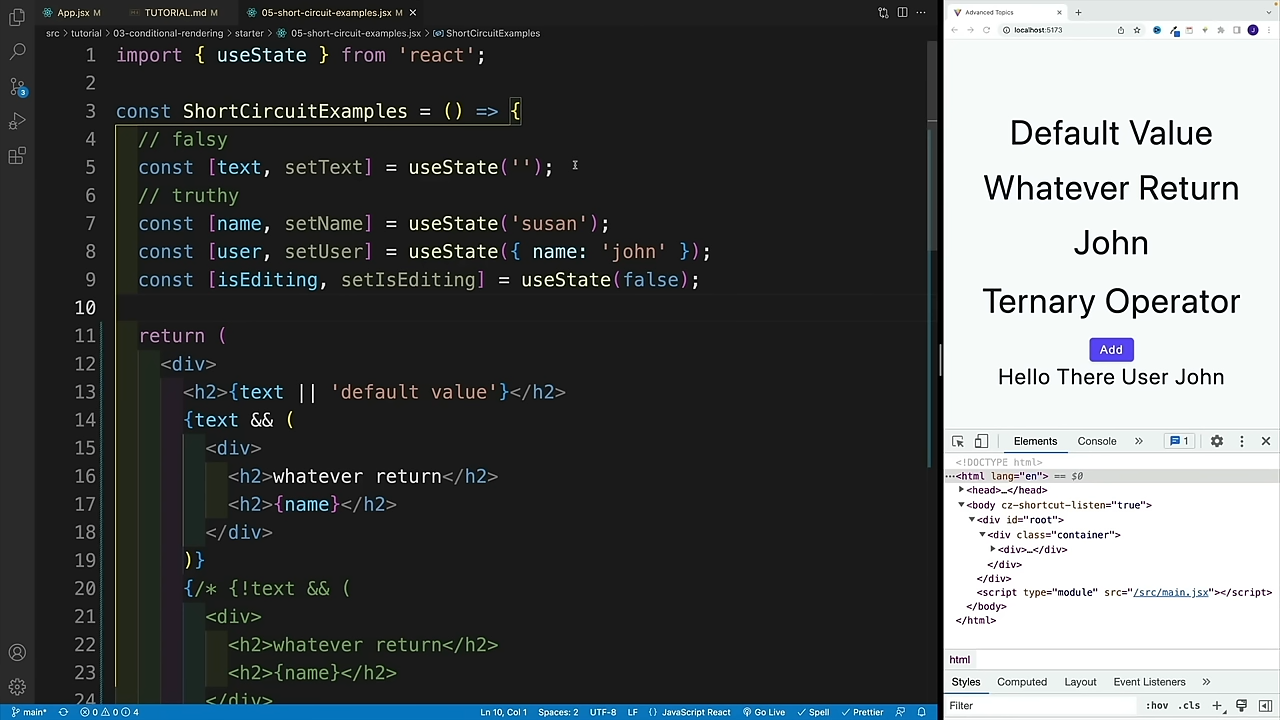 App.jsx M
TUTORIAL.md M
05-short-circuit-examples.jsx M
src > tutorial > 03-conditional-rendering >
ShortCircuitExamples
1 import { useState } from 'react';
2
3 const ShortCircuitExamples = () => {
4 // falsy
5 const [text, setText] = useState('');
6 // truthy
7 const [name, setName] = useState('susan');
8 const [user, setUser] = useState({ name: 'john' });
9 const [isEditing, setIsEditing] = useState(false);
10
11 return (
12 <div>
13 <h2>{text || 'default value'}</h2>
14 {text && (
15 <div>
16 <h2>whatever return</h2>
17 <h2>{name}</h2>
18 </div>
19 )}
20 {/* {!text && (
21 <div>
22 <h2>whatever return</h2>
23 <h2>{name}</h2>
24 </div>
3
main* 0 0 4
Ln 10, Col 1 Spaces: 2 UTF-8 LF { } JavaScript React Go Live Spell Prettier
Advanced Topics
localhost:5173
J
Default Value
Whatever Return
John
Ternary Operator
Add
Hello There User John
Elements Console » 1
<!DOCTYPE html>
<html lang="en"> == $0
<head>…</head>
<body cz-shortcut-listen="true">
<div id="root">
<div class="container">
<div>…</div>
</div>
</div>
<script type="module" src="/src/main.jsx"></script>
</body>
</html>
html
Styles Computed Layout Event Listeners »
Filter :hov .cls +